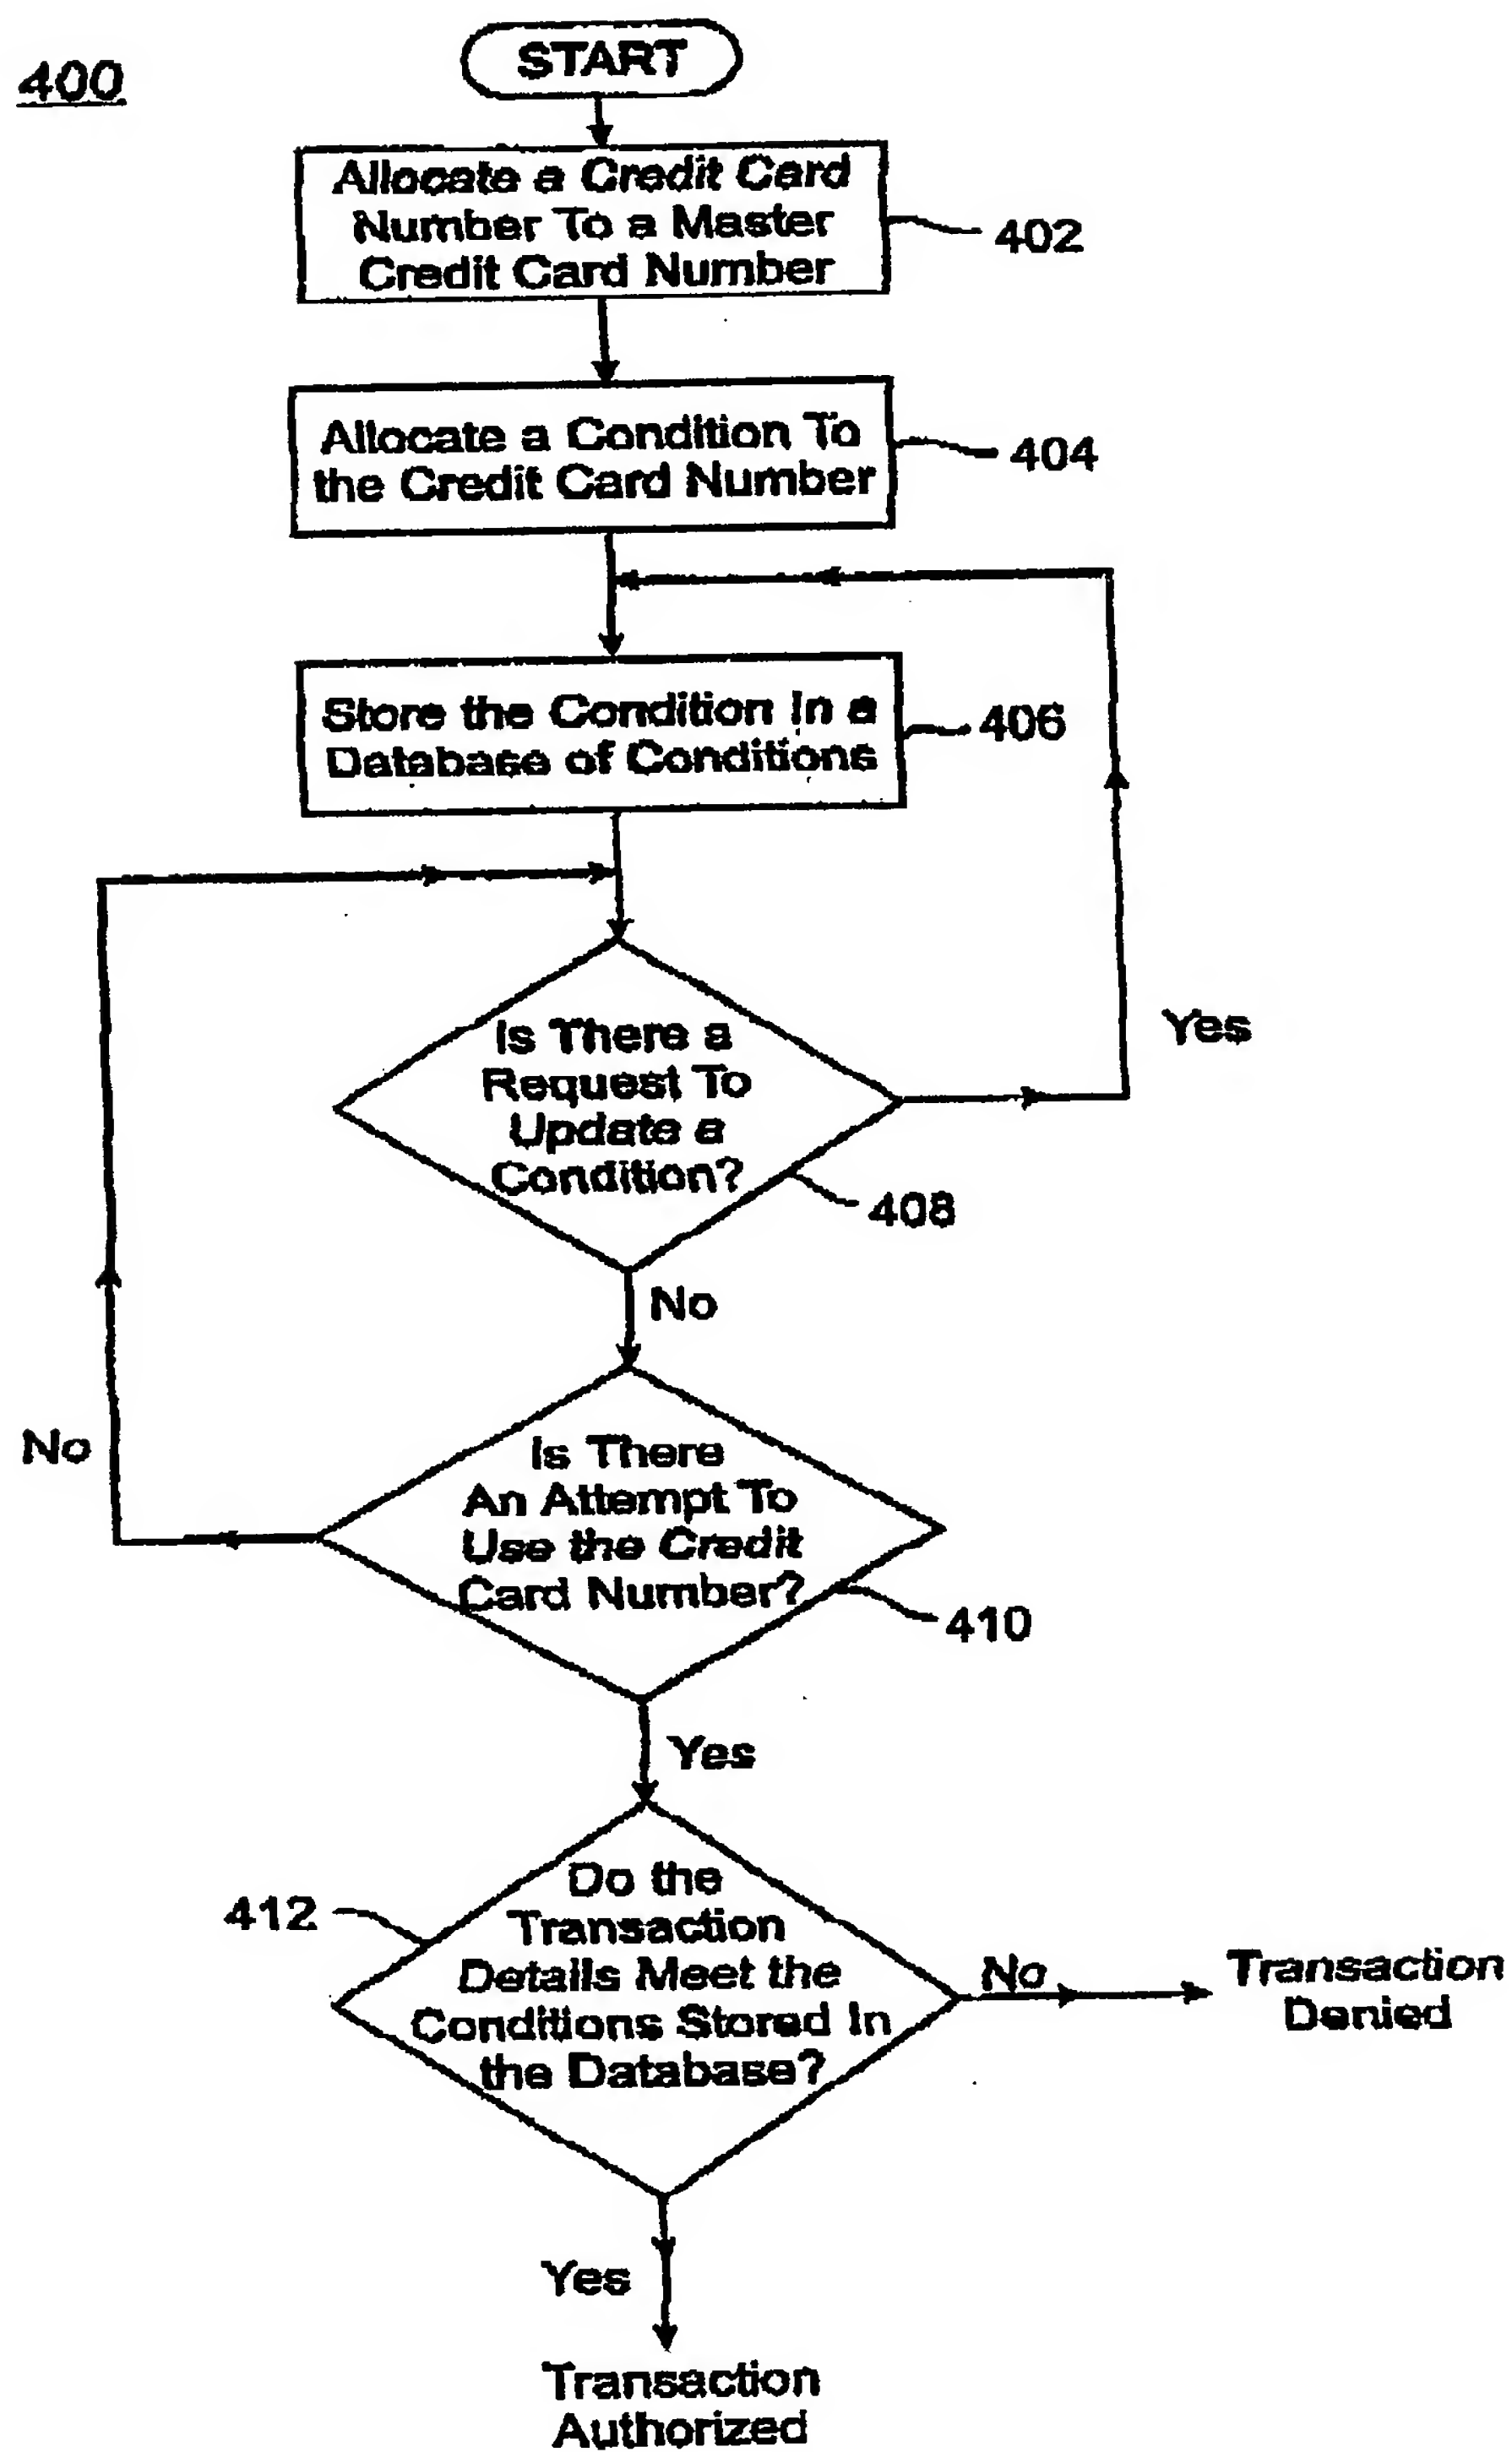 START
400
Allocate a Credit Card
Number To a Master
Credit Card Number
402
Allocate a Condition To
the Credit Card Number
404
Store the Condition In a
Database of Conditions
406
Is There a
Request To
Update a
Condition?
Yes
408
No
Is There
An Attempt To
Use the Credit
Card Number?
No
410
Yes
Do the
Transaction
Details Meet the
Conditions Stored In
the Database?
412
No
Transaction
Denied
Yes
Transaction
Authorized